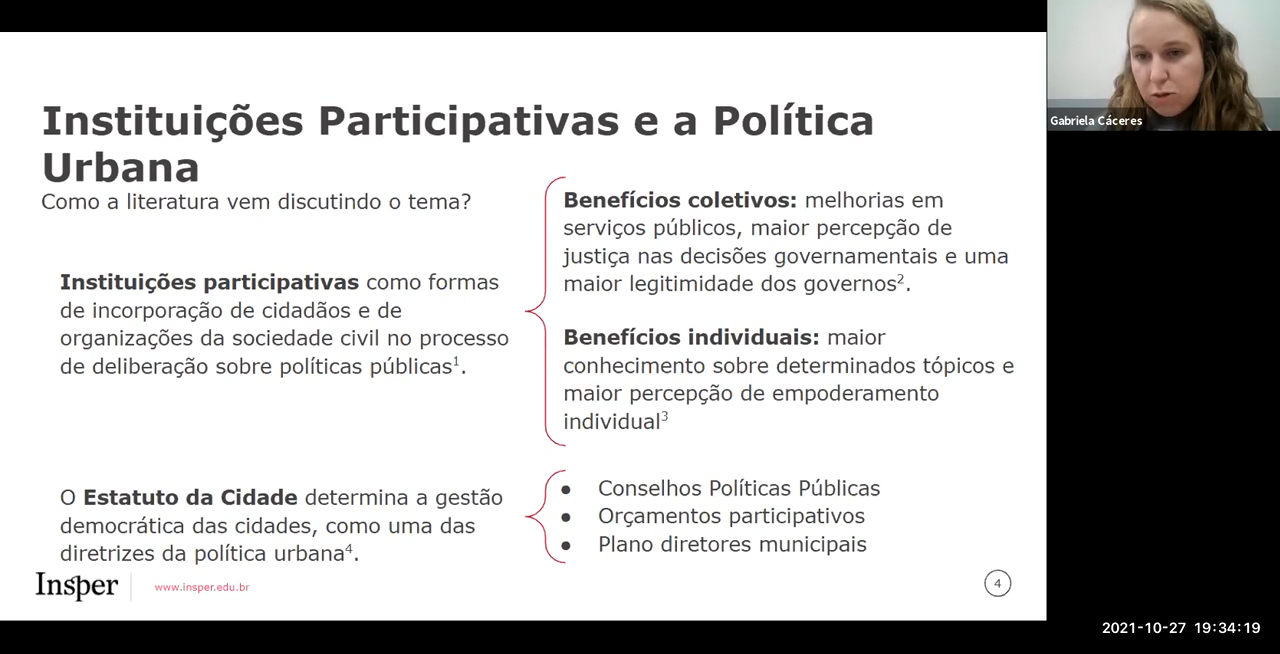 Instituições Participativas e a Política
Urbana
Como a literatura vem discutindo o tema?
Instituições participativas como formas
de incorporação de cidadãos e de
organizações da sociedade civil no processo
de deliberação sobre políticas públicas¹.
Benefícios coletivos: melhorias em
serviços públicos, maior percepção de
justiça nas decisões governamentais e uma
maior legitimidade dos governos².
Benefícios individuais: maior
conhecimento sobre determinados tópicos e
maior percepção de empoderamento
individual³
O Estatuto da Cidade determina a gestão
democrática das cidades, como uma das
diretrizes da política urbana⁴.
● Conselhos Políticas Públicas
● Orçamentos participativos
● Plano diretores municipais
Insper
www.insper.edu.br
4
Gabriela Cáceres
2021-10-27 19:34:19